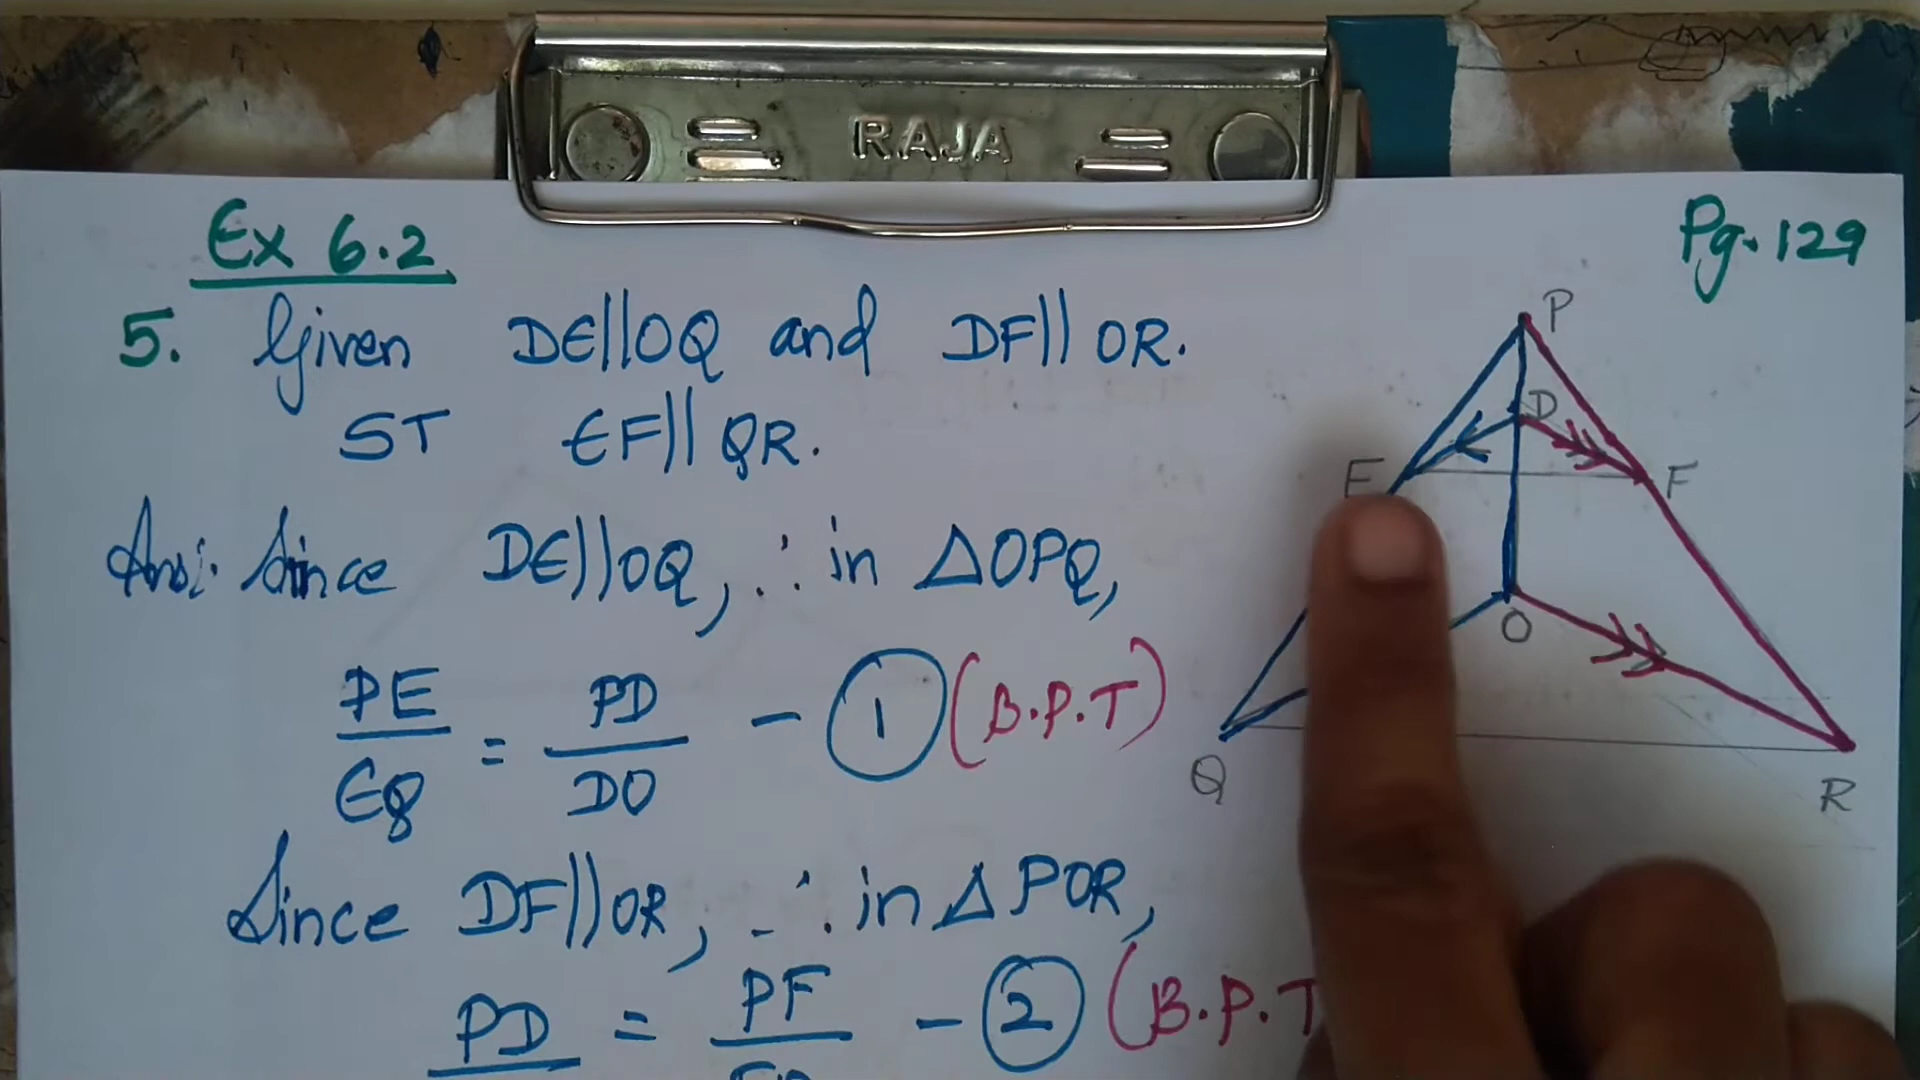 RAJA
Ex 6.2
Pg. 129
5. Given DE||OQ and DF|| OR.
ST EF|| QR.
Ans:- Since DE||OQ, ∴ in △OPQ,
PE/EQ = PD/DO - ① (B.P.T)
Since DF||OR, ∴ in △POR,
PD = PF - ② (B.P.T
P
D
E
F
O
Q
R